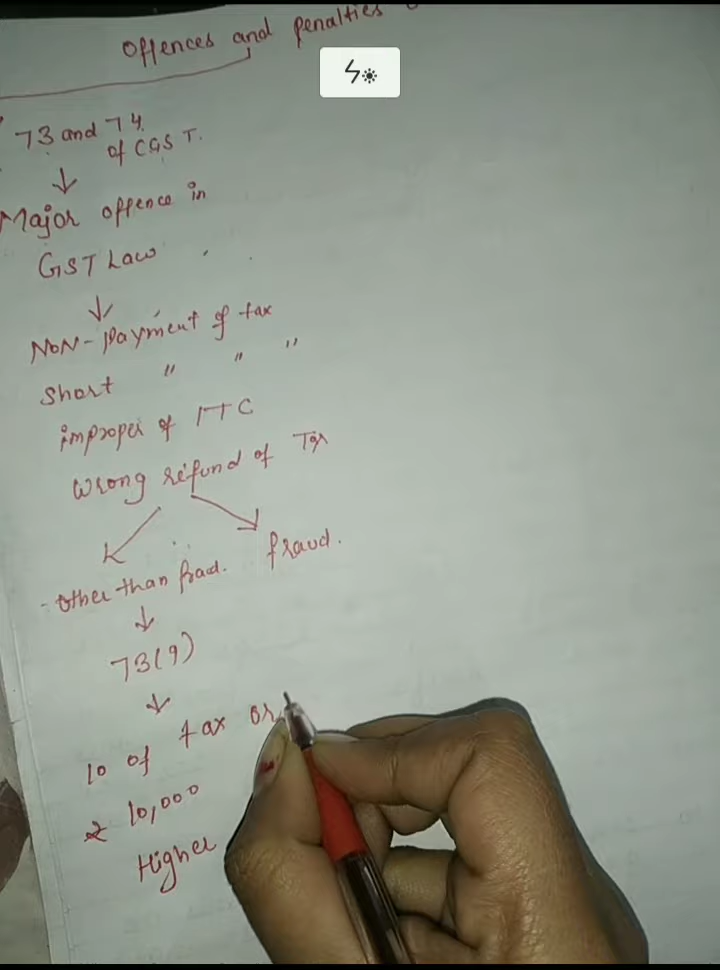 offences and penalties
73 and 74
of CGST.
Major offence in
GST Law
Non-payment of tax
Short " " "
improper of ITC
Wrong refund of Tax
Other than frad. fraud.
73(9)
10 of tax or
₹ 10,000
Higher